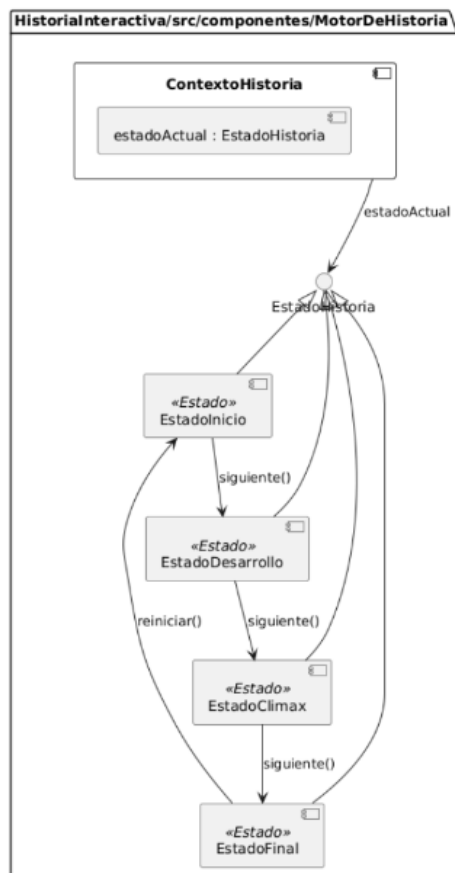 HistoriaInteractiva/src/componentes/MotorDeHistoria
ContextoHistoria
estadoActual : EstadoHistoria
estadoActual
EstadoHistoria
«Estado»
EstadoInicio
siguiente()
«Estado»
EstadoDesarrollo
reiniciar()
siguiente()
«Estado»
EstadoClimax
siguiente()
«Estado»
EstadoFinal